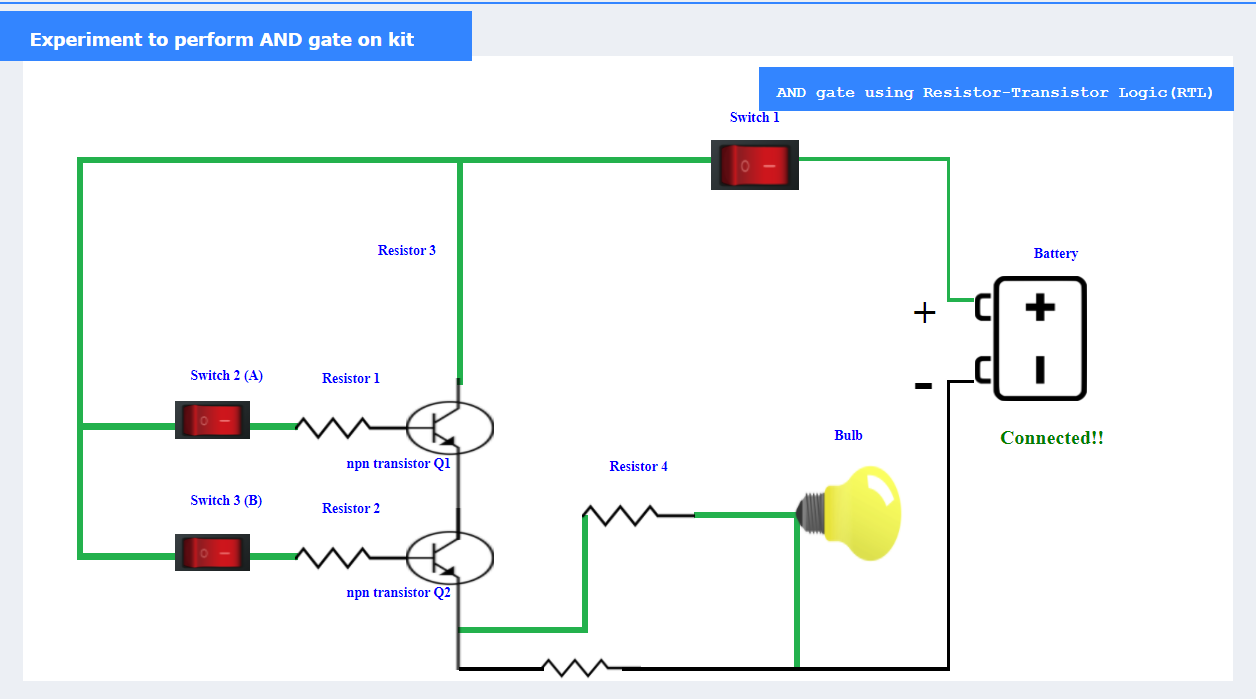 Experiment to perform AND gate on kit
AND gate using Resistor-Transistor Logic(RTL)
Switch 1
Resistor 3
Battery
+
-
Switch 2 (A)
Resistor 1
npn transistor Q1
Bulb
Connected!!
Resistor 4
Switch 3 (B)
Resistor 2
npn transistor Q2